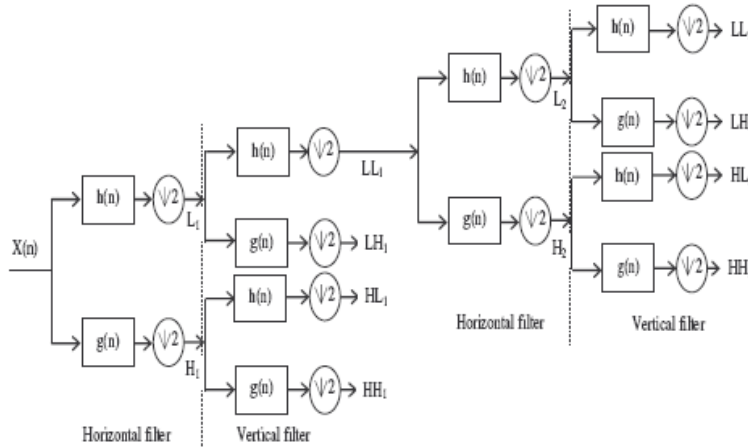 h(n) ↓2 LL
h(n) ↓2 L₂
g(n) ↓2 LH
h(n) ↓2 LL₁
h(n) ↓2 HL
h(n) ↓2 L₁
g(n) ↓2 H₂
g(n) ↓2 LH₁
X(n)
g(n) ↓2 HH
h(n) ↓2 HL₁
Horizontal filter Vertical filter
g(n) ↓2 H₁
g(n) ↓2 HH₁
Horizontal filter Vertical filter